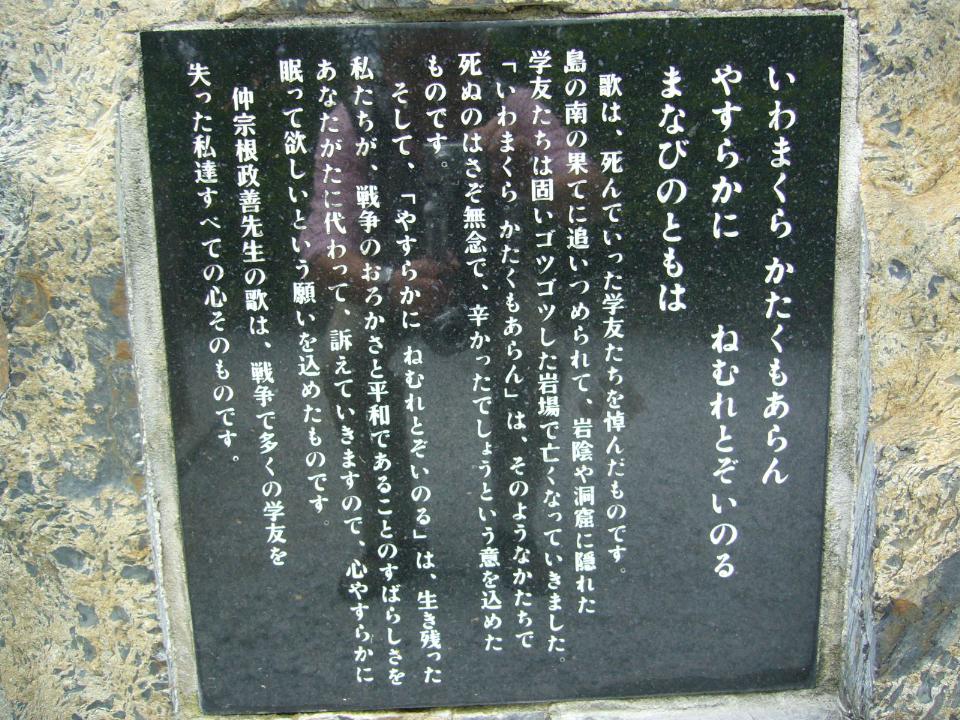 いわまくら かたくもあらん
やすらかに　ねむれとぞいのる
まなびのともは
歌は、死んでいった学友たちを悼んだものです。
島の南の果てに追いつめられて、岩陰や洞窟に隠れた
学友たちは固いゴツゴツした岩場で亡くなっていきました。
「いわまくら かたくもあらん」は、そのようなかたちで
死ぬのはさぞ無念で、辛かったでしょうという意を込めた
ものです。
そして、「やすらかに ねむれとぞいのる」は、生き残った
私たちが、戦争のおろかさと平和であることのすばらしさを
あなたがたに代わって、訴えていきますので、心やすらかに
眠って欲しいという願いを込めたものです。
仲宗根政善先生の歌は、戦争で多くの学友を
失った私達すべての心そのものです。